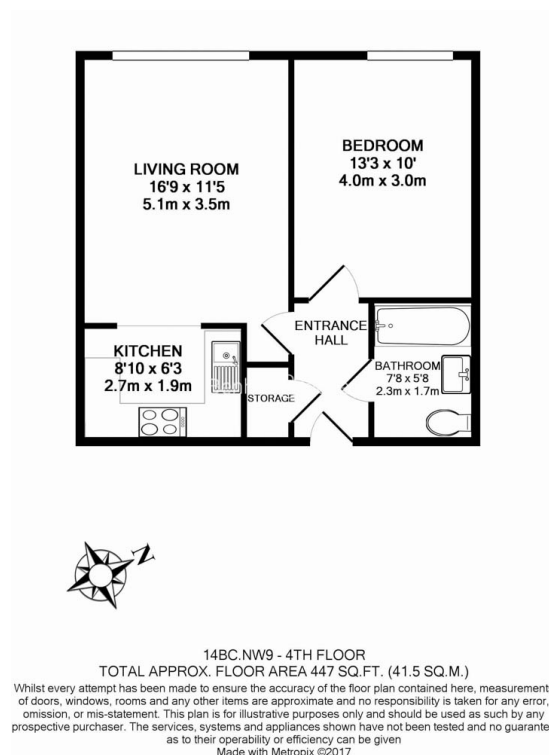 LIVING ROOM
16'9 x 11'5
5.1m x 3.5m
BEDROOM
13'3 x 10'
4.0m x 3.0m
ENTRANCE
HALL
KITCHEN
8'10 x 6'3
2.7m x 1.9m
BATHROOM
7'8 x 5'8
2.3m x 1.7m
STORAGE
N
14BC.NW9 - 4TH FLOOR
TOTAL APPROX. FLOOR AREA 447 SQ.FT. (41.5 SQ.M.)
Whilst every attempt has been made to ensure the accuracy of the floor plan contained here, measurement
of doors, windows, rooms and any other items are approximate and no responsibility is taken for any error,
omission, or mis-statement. This plan is for illustrative purposes only and should be used as such by any
prospective purchaser. The services, systems and appliances shown have not been tested and no guarante
as to their operability or efficiency can be given
Made with Metropix ©2017